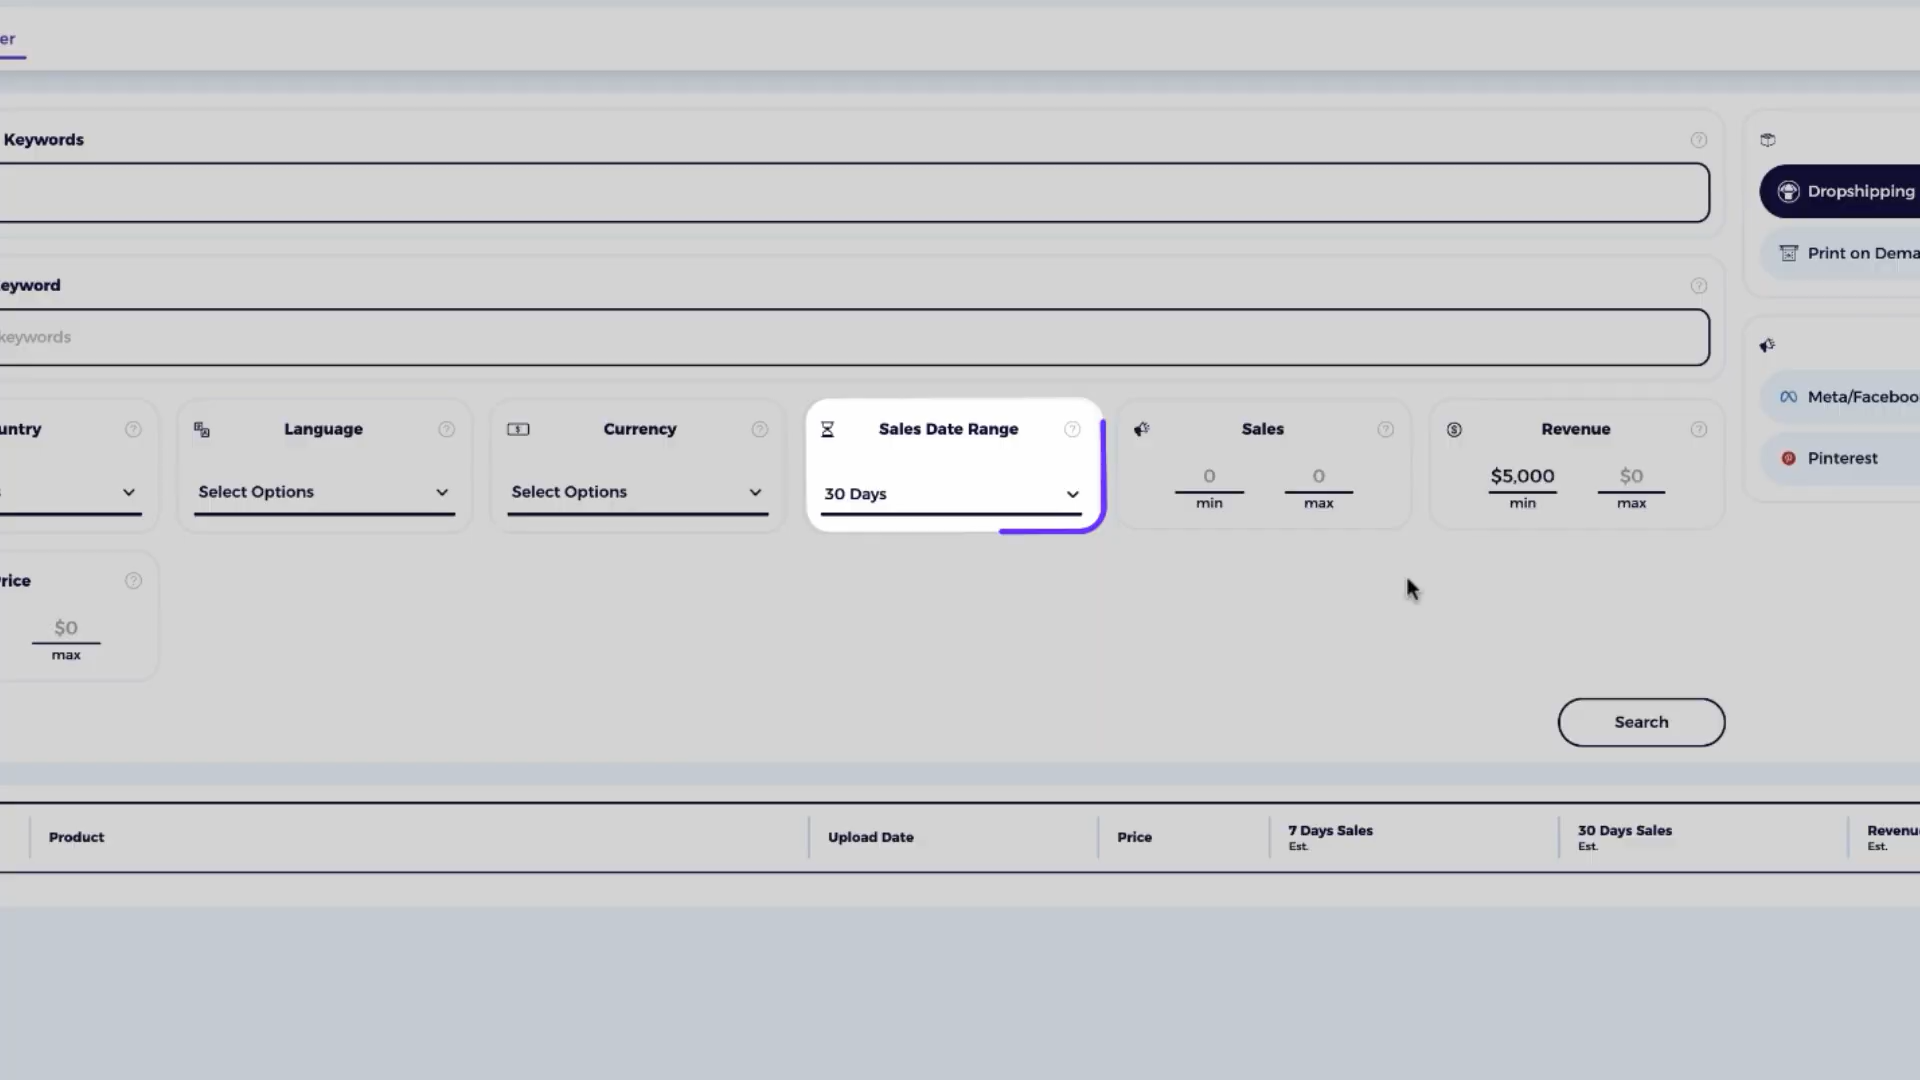 er
Keywords
Dropshipping
Print on Dema
eyword
keywords
untry
Language
Currency
Sales Date Range
Sales
Revenue
Meta/Faceboo
Pinterest
Select Options
Select Options
30 Days
0
min
0
max
$5,000
min
$0
max
rice
$0
max
Search
Product
Upload Date
Price
7 Days Sales
Est.
30 Days Sales
Est.
Revenu
Est.